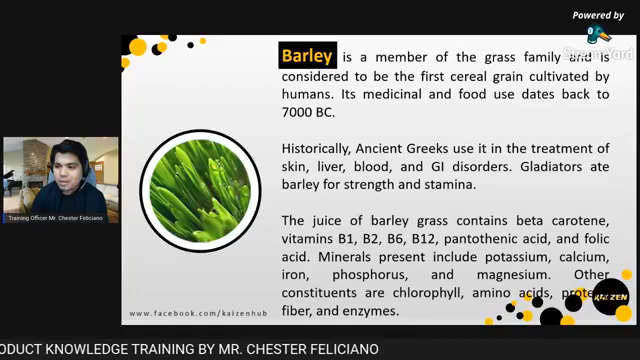 Powered by
StreamYard
Barley is a member of the grass family and is
considered to be the first cereal grain cultivated by
humans. Its medicinal and food use dates back to
7000 BC.
Historically, Ancient Greeks use it in the treatment of
skin, liver, blood, and GI disorders. Gladiators ate
barley for strength and stamina.
The juice of barley grass contains beta carotene,
vitamins B1, B2, B6, B12, pantothenic acid, and folic
acid. Minerals present include potassium, calcium,
iron, phosphorus, and magnesium. Other
constituents are chlorophyll, amino acids, protein,
fiber, and enzymes.
KAIZEN
Training Officer Mr. Chester Feliciano
www.facebook.com/kaizenhub
ODUCT KNOWLEDGE TRAINING BY MR. CHESTER FELICIANO